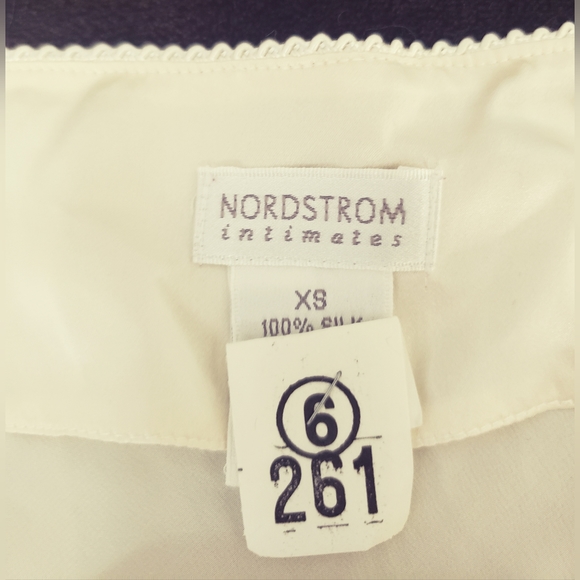 NORDSTROM
intimates
XS
100% SILK
6
261